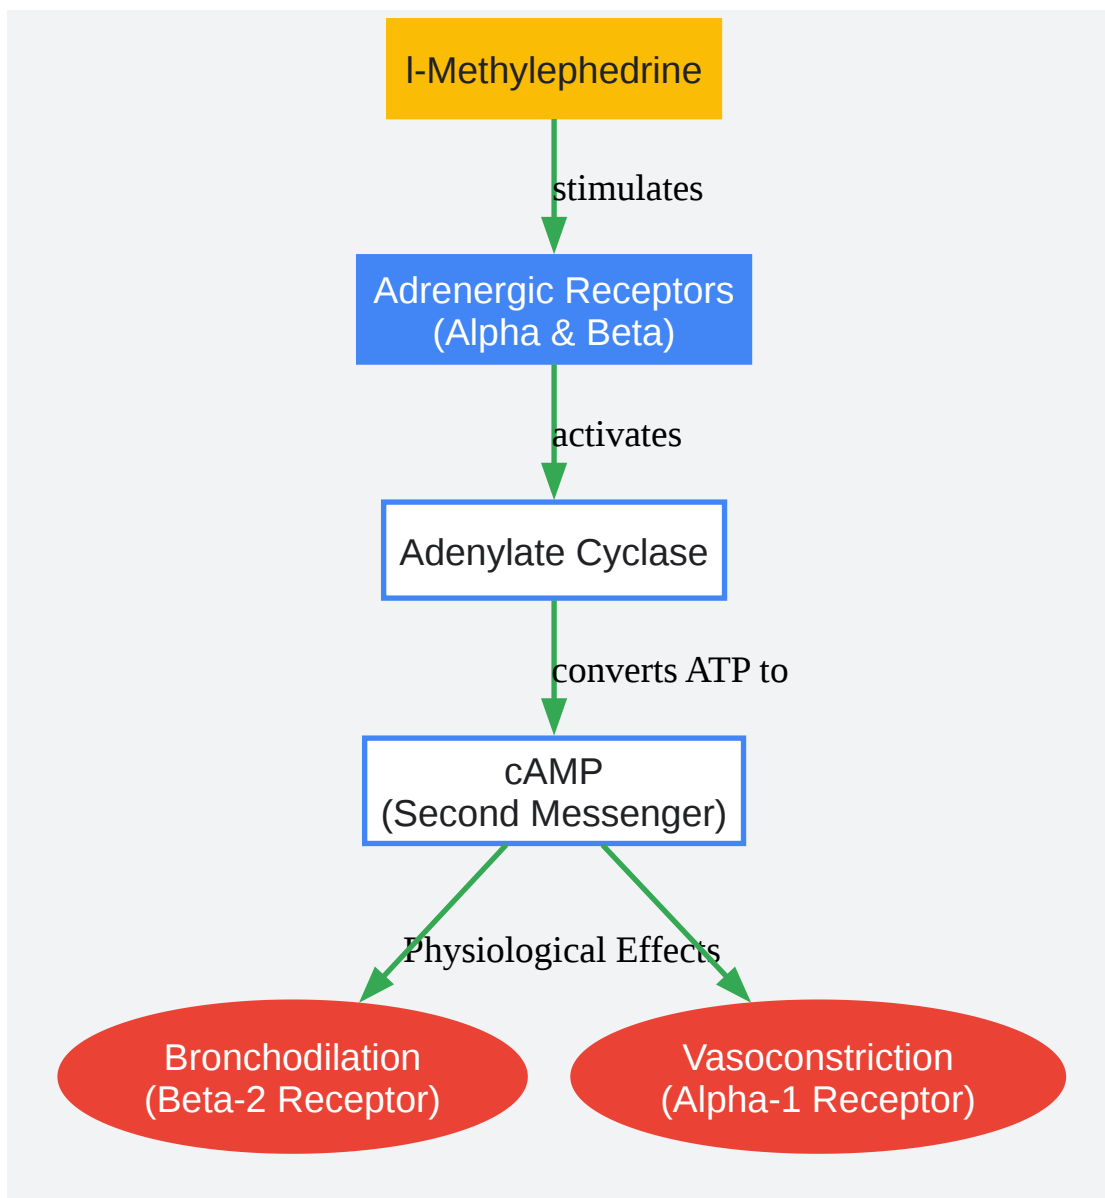 l-Methylephedrine
stimulates
Adrenergic Receptors
(Alpha & Beta)
activates
Adenylate Cyclase
converts ATP to
cAMP
(Second Messenger)
Physiological Effects
Bronchodilation
(Beta-2 Receptor)
Vasoconstriction
(Alpha-1 Receptor)